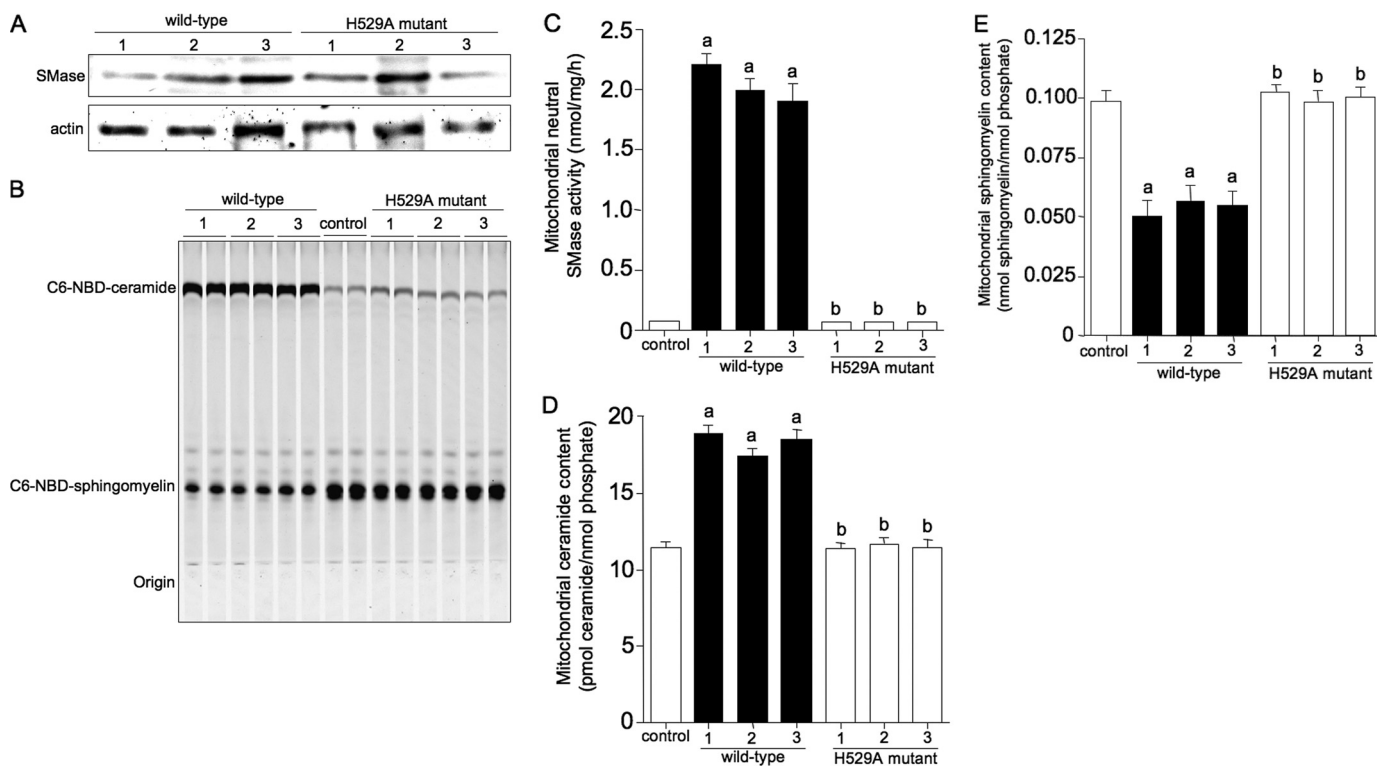 A
wild-type
H529A mutant
1 2 3 1 2 3
SMase
actin
B
wild-type
H529A mutant
1 2 3 control 1 2 3
C6-NBD-ceramide
C6-NBD-sphingomyelin
Origin
C
Mitochondrial neutral
SMase activity (nmol/mg/h)
2.5
2.0
1.5
1.0
0.5
0
a a a
b b b
control 1 2 3 1 2 3
wild-type H529A mutant
D
Mitochondrial ceramide content
(pmol ceramide/nmol phosphate)
20
15
10
5
0
a a a
b b b
control 1 2 3 1 2 3
wild-type H529A mutant
E
Mitochondrial sphingomyelin content
(nmol sphingomyelin/nmol phosphate)
0.125
0.100
0.075
0.050
0.025
0
a a a
b b b
control 1 2 3 1 2 3
wild-type H529A mutant